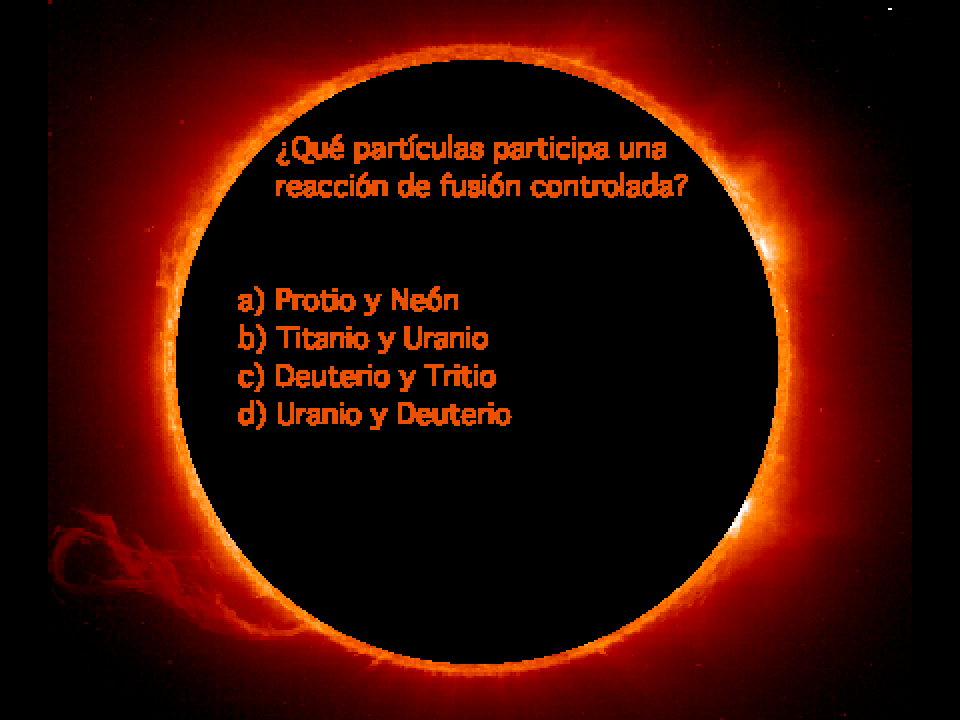 ¿Qué partículas participa una
reacción de fusión controlada?
a) Protio y Neón
b) Titanio y Uranio
c) Deuterio y Tritio
d) Uranio y Deuterio